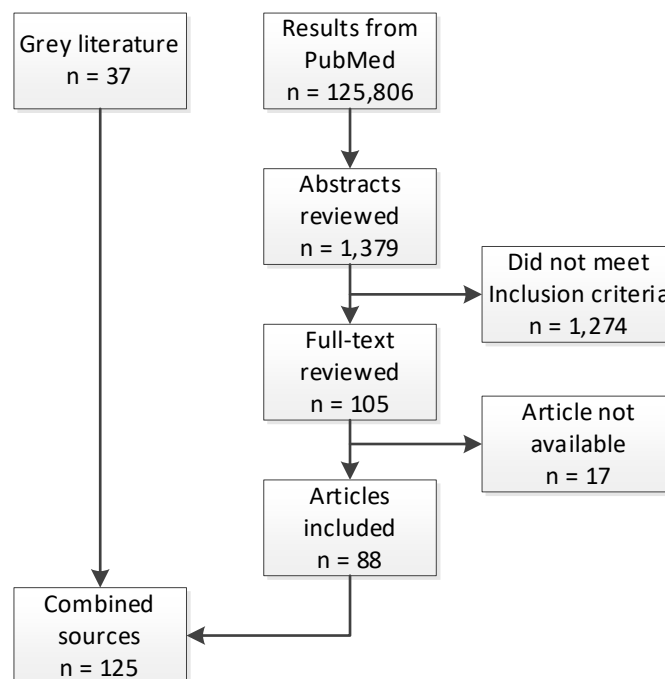 Grey literature
n = 37
Results from
PubMed
n = 125,806
Abstracts
reviewed
n = 1,379
Did not meet
Inclusion criteria
n = 1,274
Full-text
reviewed
n = 105
Article not
available
n = 17
Articles
included
n = 88
Combined
sources
n = 125